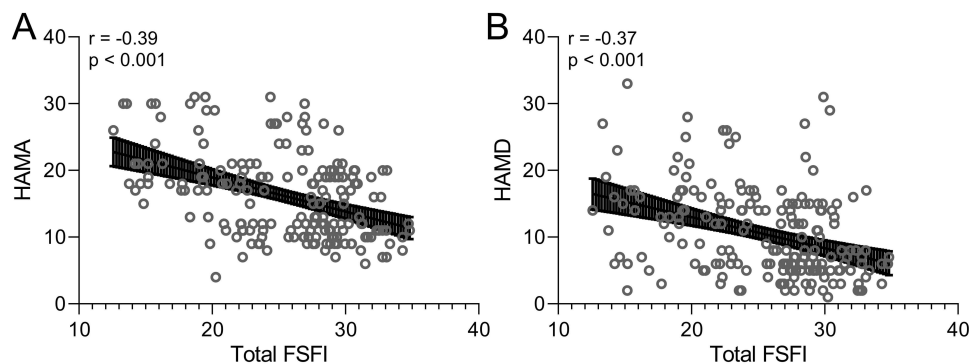 A
r = -0.39
p < 0.001
HAMA
40
30
20
10
0
10 20 30 40
Total FSFI
B
r = -0.37
p < 0.001
HAMD
40
30
20
10
0
10 20 30 40
Total FSFI